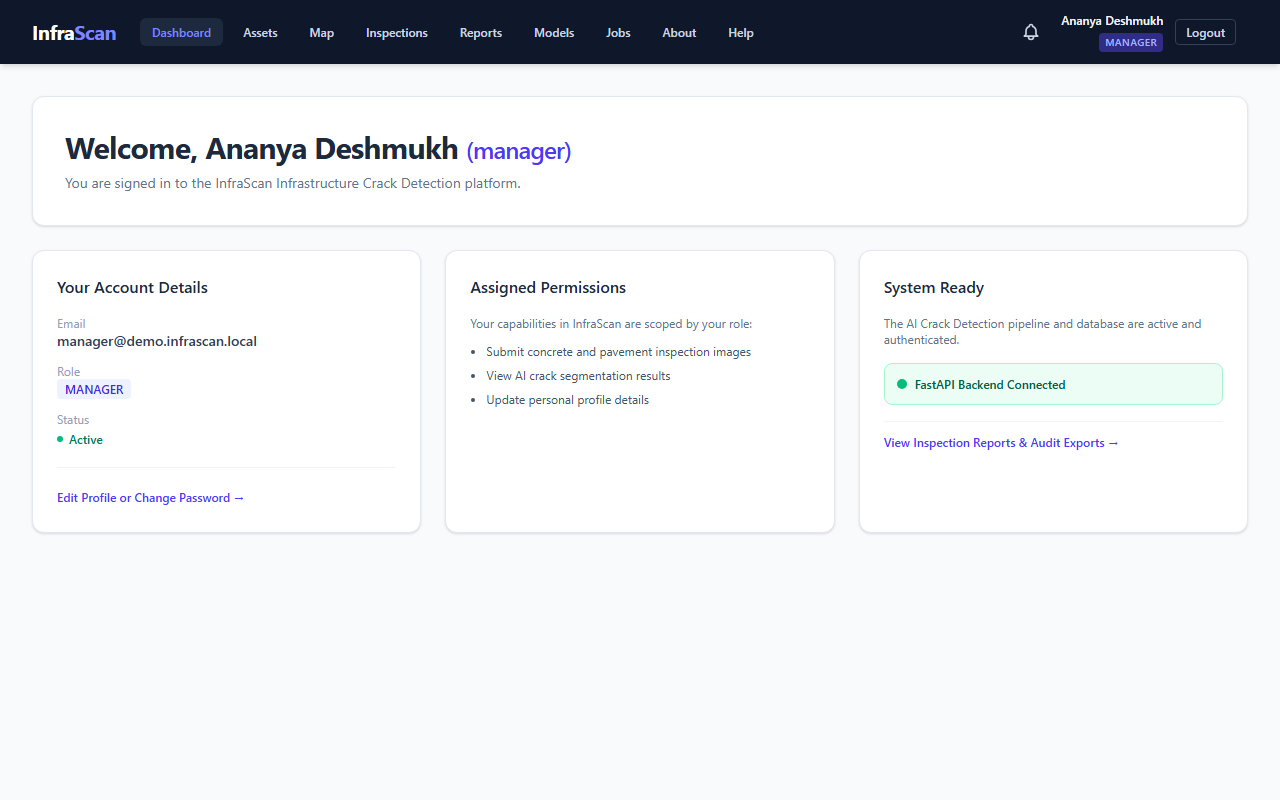 InfraScan
Dashboard
Assets
Map
Inspections
Reports
Models
Jobs
About
Help
Ananya Deshmukh
MANAGER
Logout
Welcome, Ananya Deshmukh (manager)
You are signed in to the InfraScan Infrastructure Crack Detection platform.
Your Account Details
Email
manager@demo.infrascan.local
Role
MANAGER
Status
Active
Edit Profile or Change Password →
Assigned Permissions
Your capabilities in InfraScan are scoped by your role:
• Submit concrete and pavement inspection images
• View AI crack segmentation results
• Update personal profile details
System Ready
The AI Crack Detection pipeline and database are active and
authenticated.
FastAPI Backend Connected
View Inspection Reports & Audit Exports →